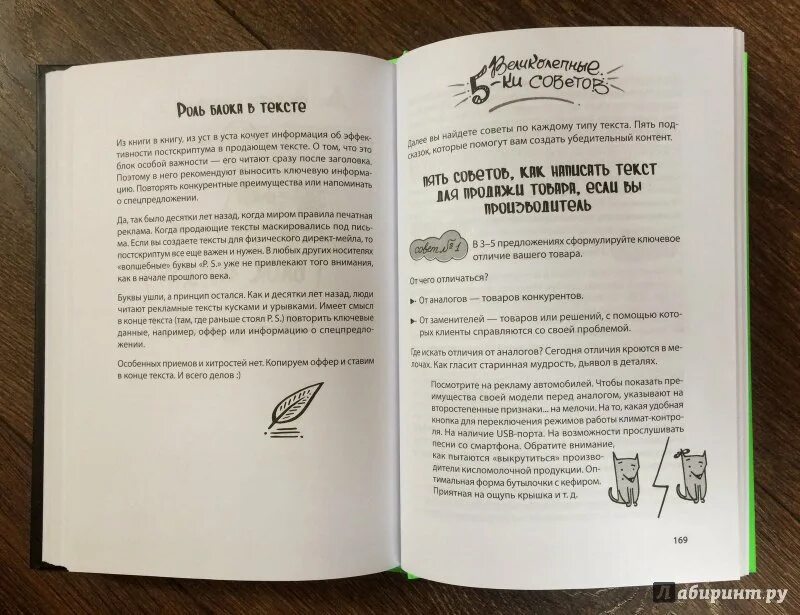 Роль блока в тексте
Из книги в книгу, из уст в уста кочует информация об эффек-
тивности постскриптума в продающем тексте. О том, что это
блок особой важности — его читают сразу после заголовка.
Поэтому в него рекомендуют выносить ключевую информа-
цию. Повторять конкурентные преимущества или напоминать
о спецпредложении.
Да, так было десятки лет назад, когда миром правила печатная
реклама. Когда продающие тексты маскировались под пись-
ма. Если вы создаете тексты для физического директ-мейла, то
постскриптум все еще важен и нужен. В любых других носителях
«волшебные» буквы «P. S.» уже не привлекают того внимания,
как в начале прошлого века.
Буквы ушли, а принцип остался. Как и десятки лет назад, люди
читают рекламные тексты кусками и урывками. Имеет смысл
в конце текста (там, где раньше стоял P. S.) повторить ключевые
данные, например, оффер или информацию о спецпредло-
жении.
Особенных приемов и хитростей нет. Копируем оффер и ставим
в конце текста. И всего делов :)
Великолепные
5-ки советов
Далее вы найдете советы по каждому типу текста. Пять под-
сказок, которые помогут вам создать убедительный контент.
Пять советов, как написать текст
для продажи товара, если вы
производитель
совет №1
В 3–5 предложениях сформулируйте ключевое
отличие вашего товара.
От чего отличаться?
От аналогов — товаров конкурентов.
От заменителей — товаров или решений, с помощью кото-
рых клиенты справляются со своей проблемой.
Где искать отличия от аналогов? Сегодня отличия кроются в ме-
лочах. Как гласит старинная мудрость, дьявол в деталях.
Посмотрите на рекламу автомобилей. Чтобы показать пре-
имущества своей модели перед аналогом, указывают на
второстепенные признаки... на мелочи. На то, какая удобная
кнопка для переключения режимов работы климат-контро-
ля. На наличие USB-порта. На возможности прослушивать
песни со смартфона. Обратите внимание,
как пытаются «выкрутиться» произво-
дители кисломолочной продукции. Оп-
тимальная форма бутылочки с кефиром.
Приятная на ощупь крышка и т. д.
169
Лабиринт.ру